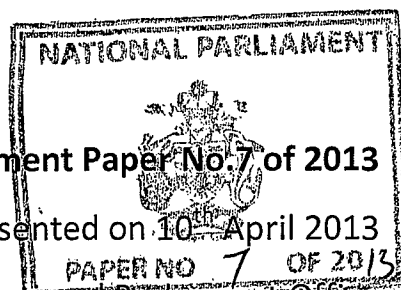 NATIONAL PARLIAMENT
ment Paper No.7 of 2013
sented on 10th April 2013
PAPER NO 7 OF 2013